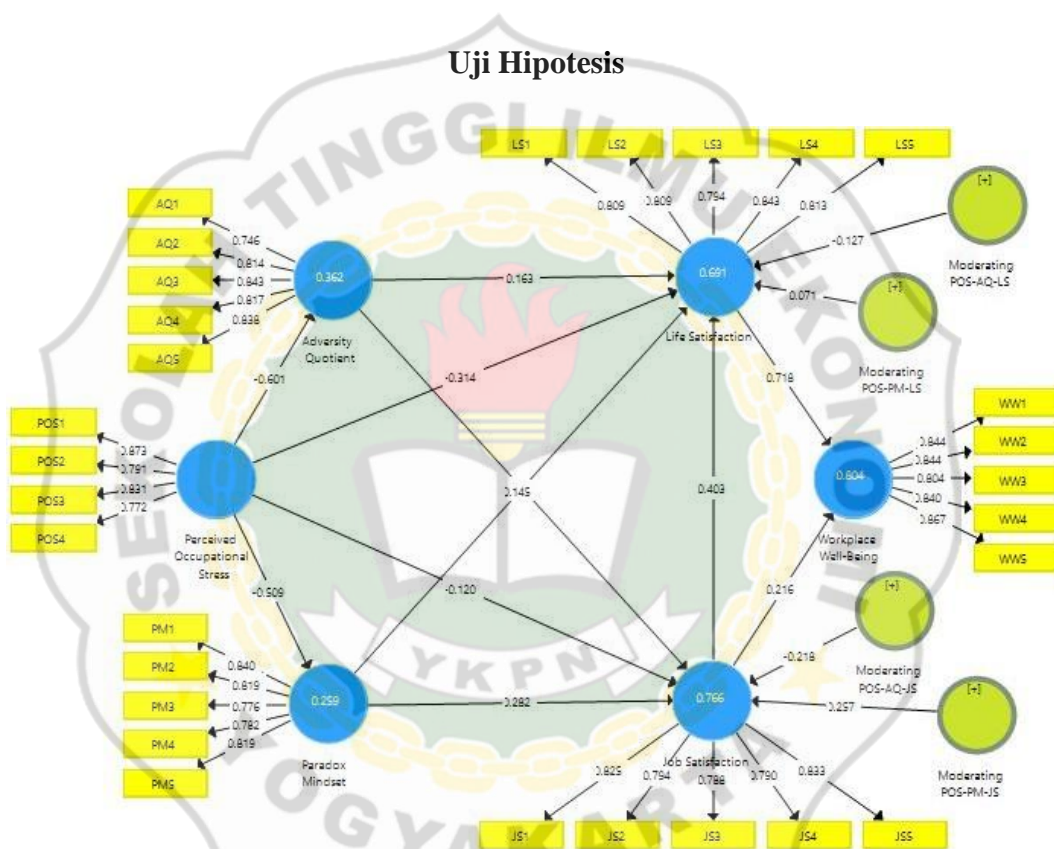 Uji Hipotesis
LS1
LS2
LS3
LS4
LS5
0.809
0.809
0.794
0.843
0.813
[+]
Moderating
POS-AQ-LS
-0.127
AQ1
AQ2
AQ3
AQ4
AQ5
0.746
0.814
0.843
0.817
0.838
0.362
Adversity
Quotient
0.163
0.691
Life Satisfaction
0.071
[+]
Moderating
POS-PM-LS
-0.601
-0.314
0.718
POS1
POS2
POS3
POS4
0.873
0.791
0.831
0.772
Perceived
Occupational
Stress
0.145
0.403
0.804
Workplace
Well-Being
0.844
0.844
0.804
0.840
0.867
WW1
WW2
WW3
WW4
WW5
-0.509
-0.120
0.216
[+]
Moderating
POS-AQ-JS
-0.218
PM1
PM2
PM3
PM4
PM5
0.840
0.819
0.776
0.782
0.819
0.259
Paradox
Mindset
0.282
0.766
Job Satisfaction
0.257
[+]
Moderating
POS-PM-JS
0.825
0.794
0.788
0.790
0.833
JS1
JS2
JS3
JS4
JS5
SEKOLAH TINGGI ILMU EKONOMI
YKPN
YOGYAKARTA